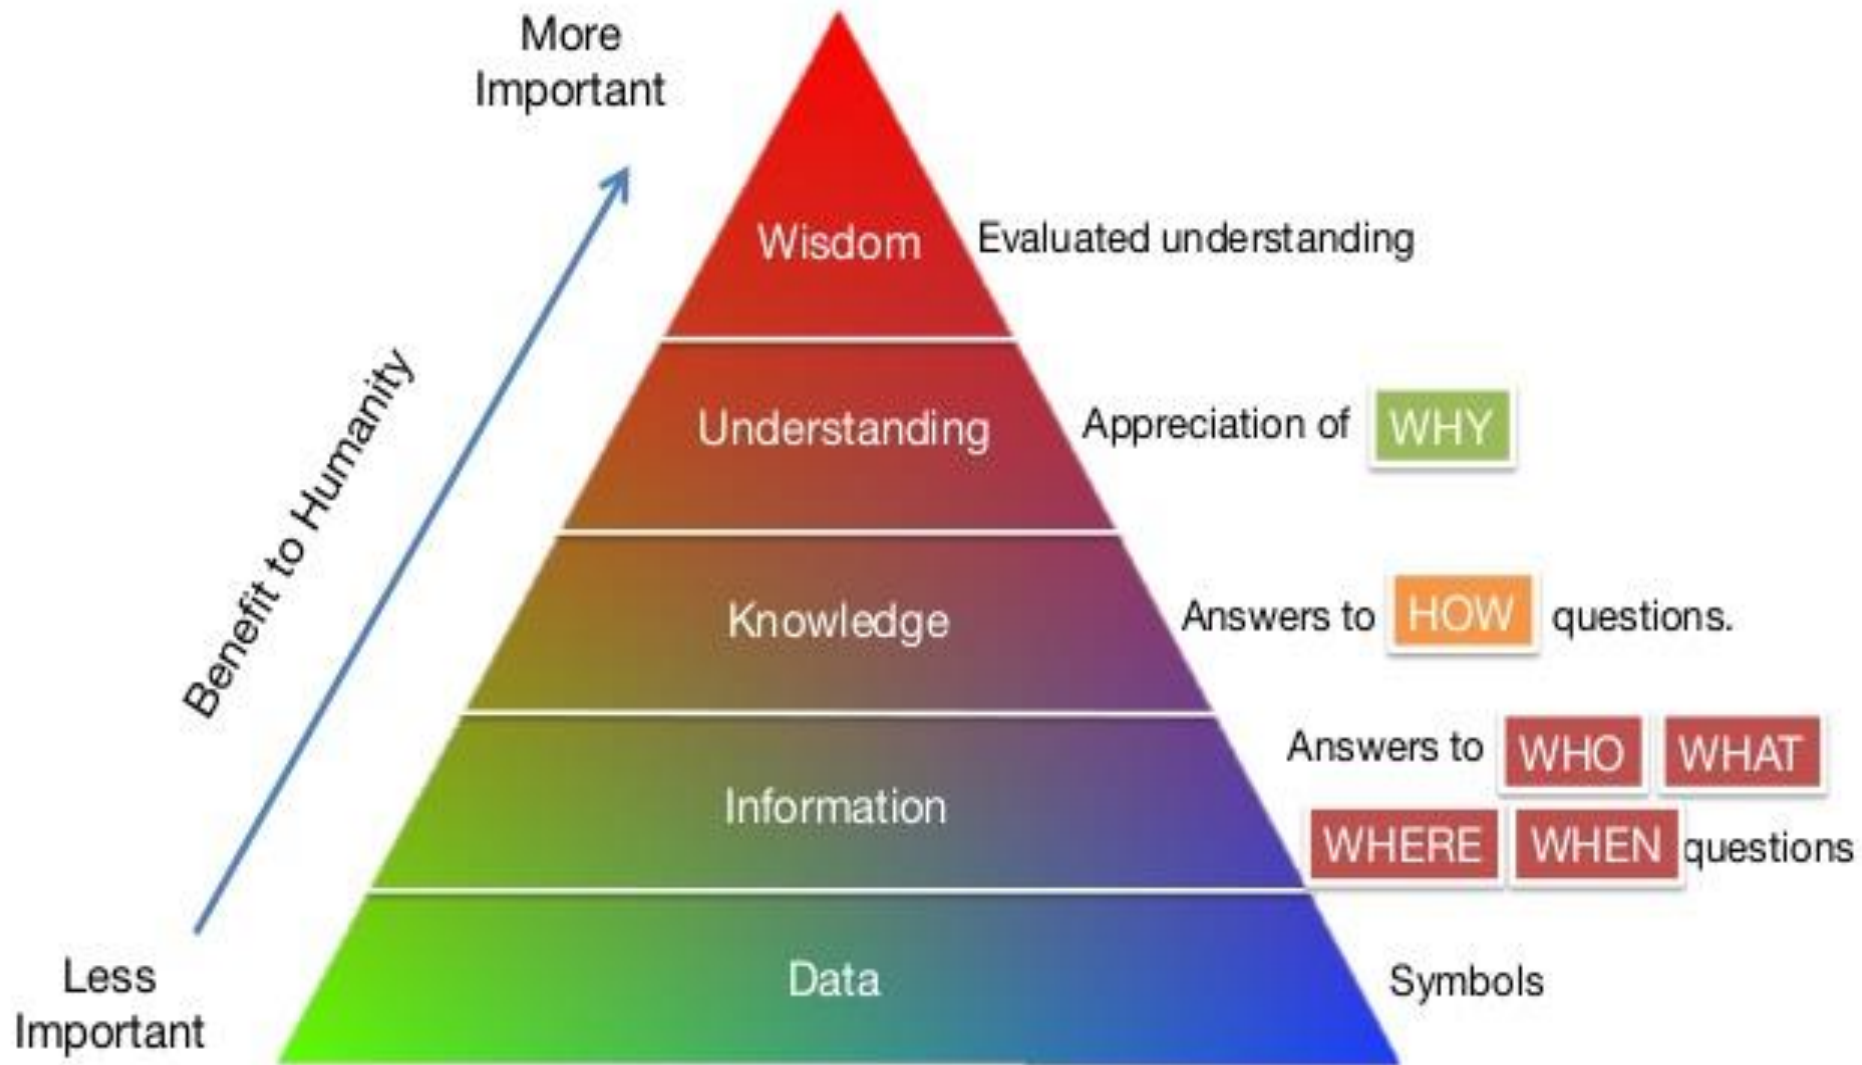 More
Important
Wisdom Evaluated understanding
Understanding Appreciation of WHY
Benefit to Humanity
Knowledge Answers to HOW questions.
Answers to WHO WHAT
Information
WHERE WHEN questions
Less
Important
Data Symbols